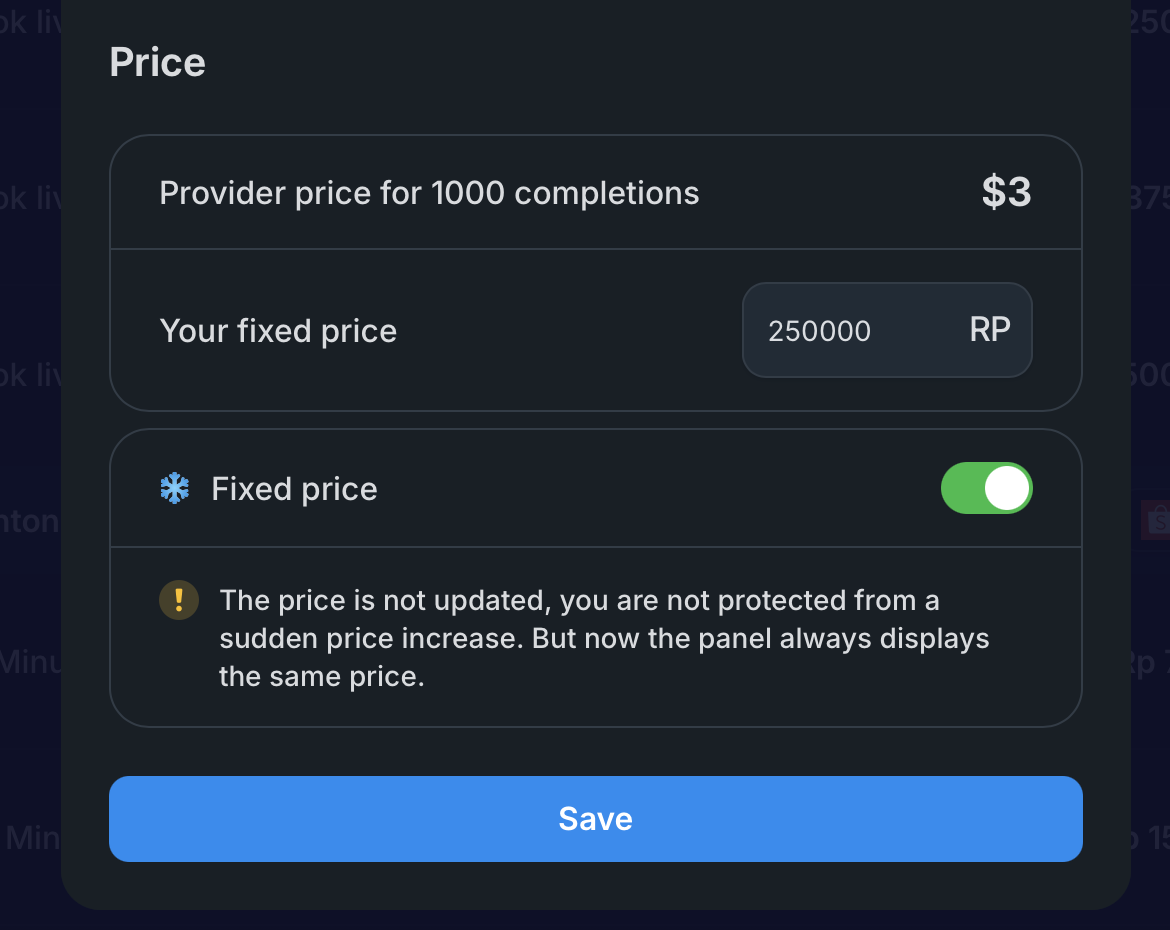 Price
Provider price for 1000 completions
$3
Your fixed price
250000
RP
Fixed price
The price is not updated, you are not protected from a
sudden price increase. But now the panel always displays
the same price.
Save